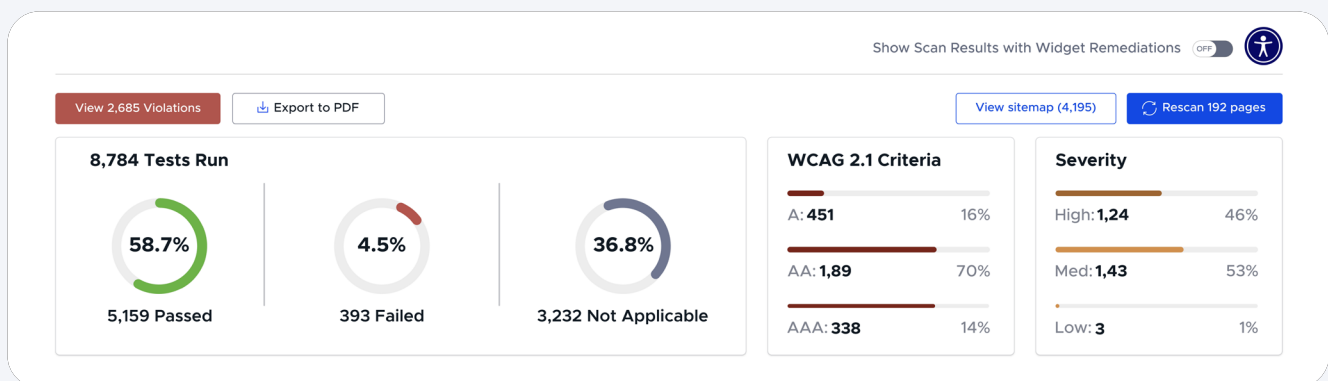 Show Scan Results with Widget Remediations OFF
View 2,685 Violations
Export to PDF
View sitemap (4,195)
Rescan 192 pages
8,784 Tests Run
58.7%
5,159 Passed
4.5%
393 Failed
36.8%
3,232 Not Applicable
WCAG 2.1 Criteria
A: 451 16%
AA: 1,89 70%
AAA: 338 14%
Severity
High: 1,24 46%
Med: 1,43 53%
Low: 3 1%